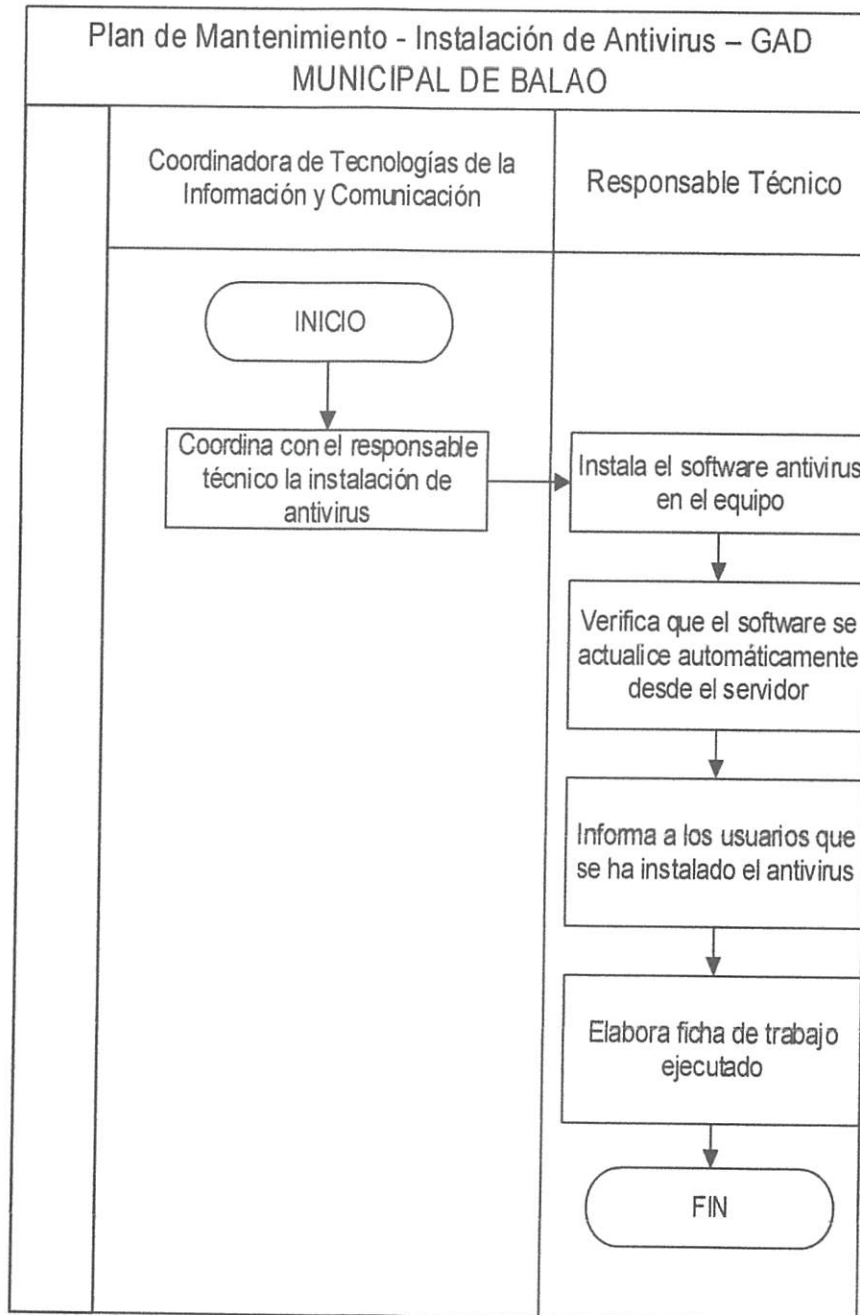 Plan de Mantenimiento - Instalación de Antivirus – GAD
MUNICIPAL DE BALAO
Coordinadora de Tecnologías de la
Información y Comunicación
Responsable Técnico
INICIO
Coordina con el responsable
técnico la instalación de
antivirus
Instala el software antivirus
en el equipo
Verifica que el software se
actualice automáticamente
desde el servidor
Informa a los usuarios que
se ha instalado el antivirus
Elabora ficha de trabajo
ejecutado
FIN